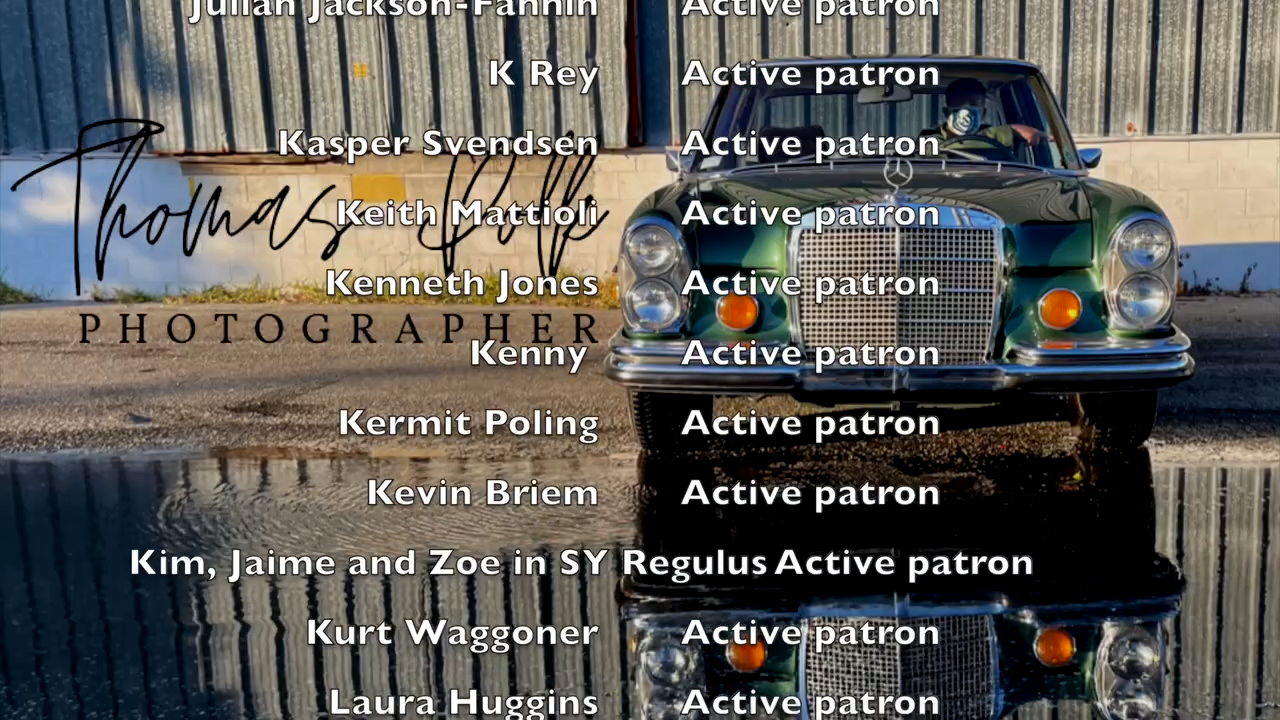 Julian Jackson-Fannin Active patron
K Rey Active patron
Kasper Svendsen Active patron
Thomas Polk
Keith Mattioli Active patron
Kenneth Jones Active patron
PHOTOGRAPHER
Kenny Active patron
Kermit Poling Active patron
Kevin Briem Active patron
Kim, Jaime and Zoe in SY Regulus Active patron
Kurt Waggoner Active patron
Laura Huggins Active patron